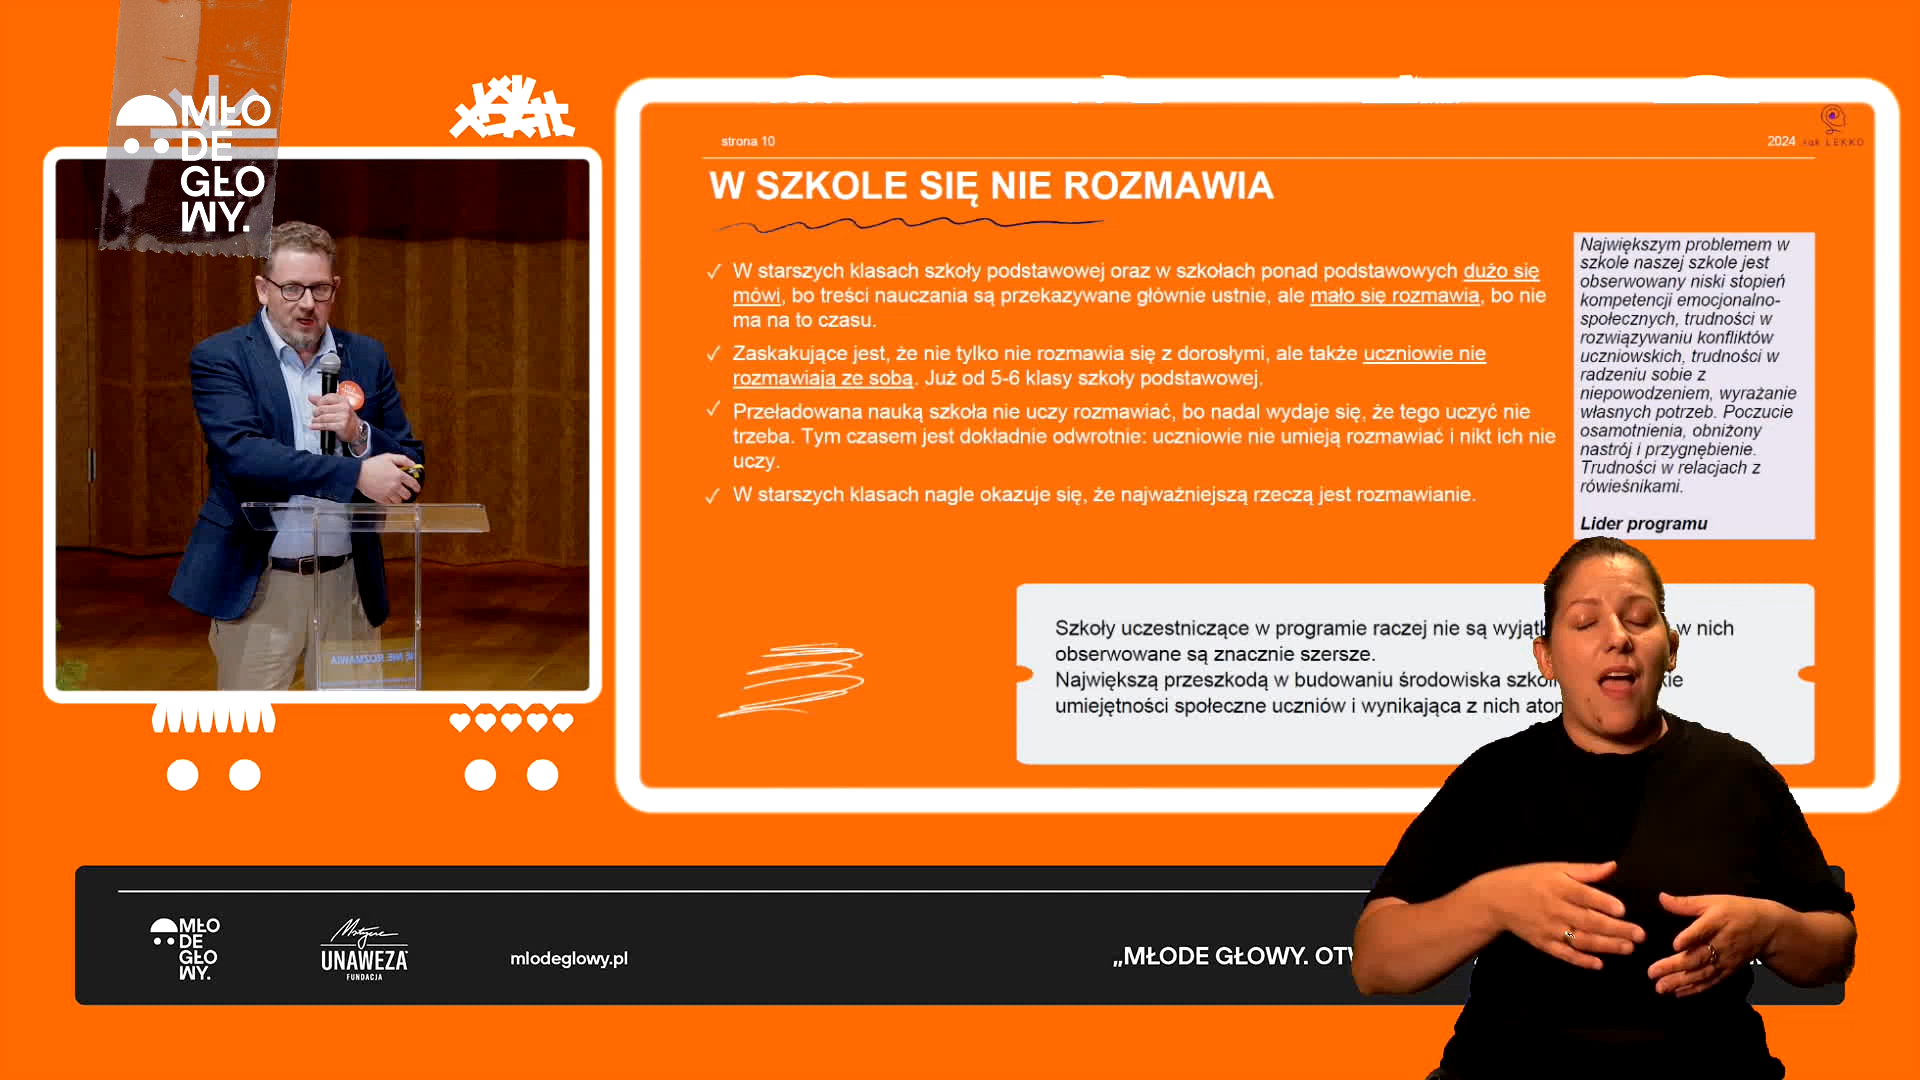 MŁO
DE
GŁO
WY.
strona 10
2024
W SZKOLE SIĘ NIE ROZMAWIA
✓ W starszych klasach szkoły podstawowej oraz w szkołach ponad podstawowych dużo się
mówi, bo treści nauczania są przekazywane głównie ustnie, ale mało się rozmawia, bo nie
ma na to czasu.
✓ Zaskakujące jest, że nie tylko nie rozmawia się z dorosłymi, ale także uczniowie nie
rozmawiają ze sobą. Już od 5-6 klasy szkoły podstawowej.
✓ Przeładowana nauką szkoła nie uczy rozmawiać, bo nadal wydaje się, że tego uczyć nie
trzeba. Tym czasem jest dokładnie odwrotnie: uczniowie nie umieją rozmawiać i nikt ich nie
uczy.
✓ W starszych klasach nagle okazuje się, że najważniejszą rzeczą jest rozmawianie.
Największym problemem w
szkole naszej szkole jest
obserwowany niski stopień
kompetencji emocjonalno-
społecznych, trudności w
rozwiązywaniu konfliktów
uczniowskich, trudności w
radzeniu sobie z
niepowodzeniem, wyrażanie
własnych potrzeb. Poczucie
osamotnienia, obniżony
nastrój i przygnębienie.
Trudności w relacjach z
rówieśnikami.
Lider programu
Szkoły uczestniczące w programie raczej nie są w nich
obserwowane są znacznie szersze.
Największą przeszkodą w budowaniu środowiska
umiejętności społeczne uczniów i wynikająca z nich
MŁO
DE
GŁO
WY.
UNAWEZA
FUNDACJA
mlodeglowy.pl
„MŁODE GŁOWY.